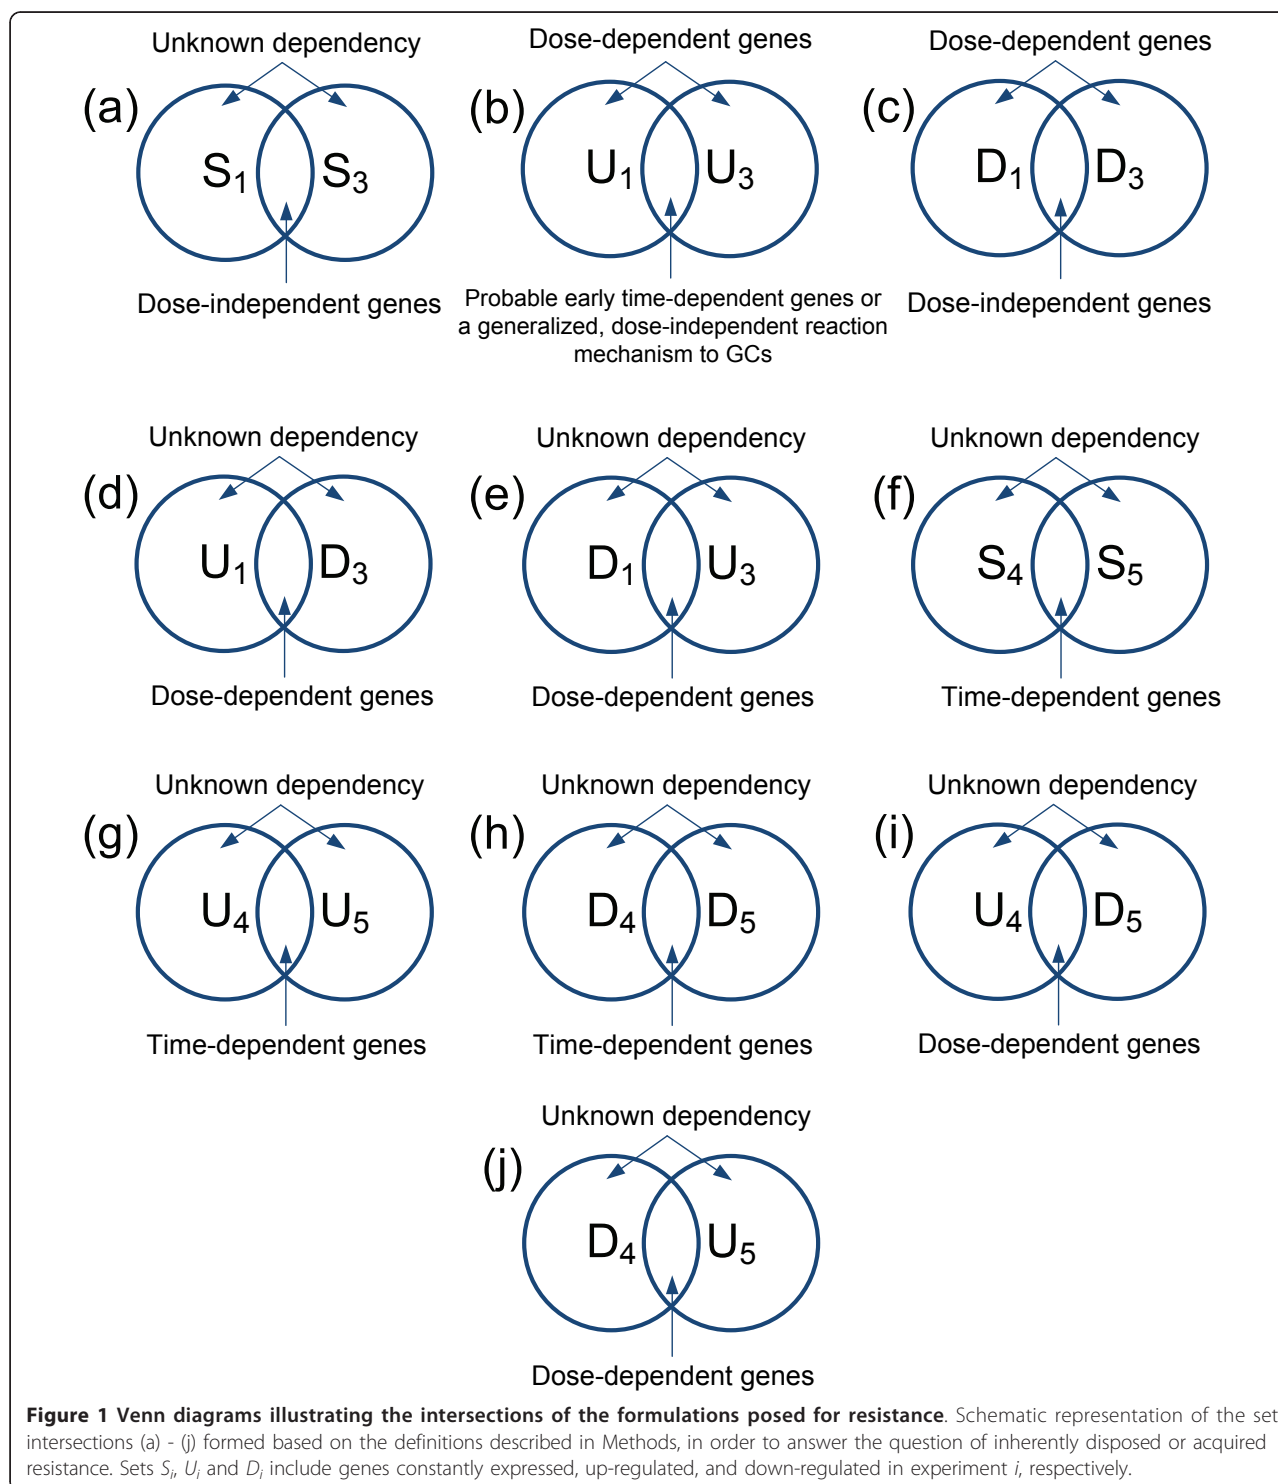 Unknown dependency
Dose-dependent genes
Dose-dependent genes
(a)
S1
S3
(b)
U1
U3
(c)
D1
D3
Dose-independent genes
Probable early time-dependent genes or
a generalized, dose-independent reaction
mechanism to GCs
Dose-independent genes
Unknown dependency
Unknown dependency
Unknown dependency
(d)
U1
D3
(e)
D1
U3
(f)
S4
S5
Dose-dependent genes
Dose-dependent genes
Time-dependent genes
Unknown dependency
Unknown dependency
Unknown dependency
(g)
U4
U5
(h)
D4
D5
(i)
U4
D5
Time-dependent genes
Time-dependent genes
Dose-dependent genes
Unknown dependency
(j)
D4
U5
Dose-dependent genes
Figure 1 Venn diagrams illustrating the intersections of the formulations posed for resistance. Schematic representation of the set
intersections (a) - (j) formed based on the definitions described in Methods, in order to answer the question of inherently disposed or acquired
resistance. Sets Si, Ui and Di include genes constantly expressed, up-regulated, and down-regulated in experiment i, respectively.